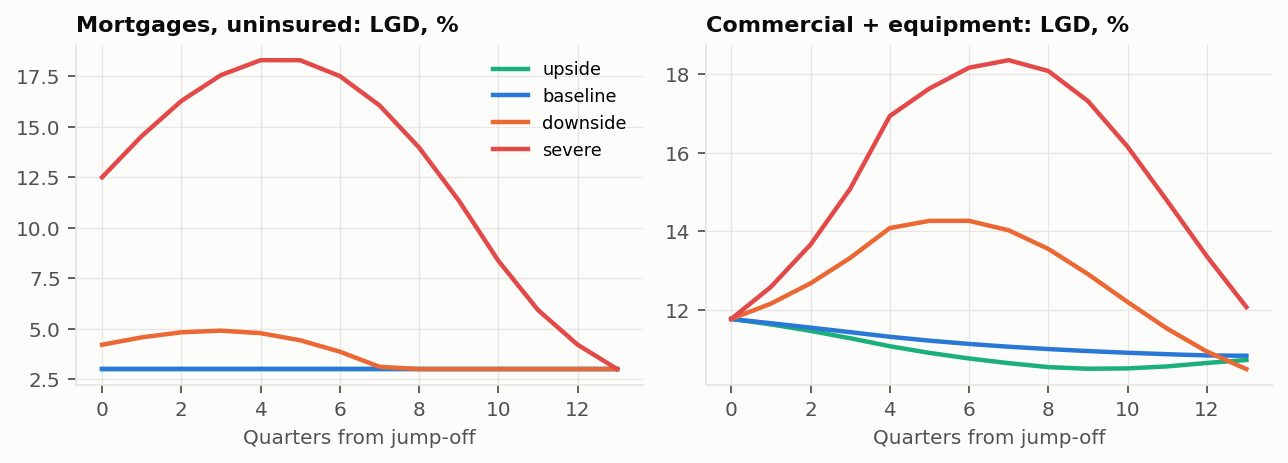 Mortgages, uninsured: LGD, %
17.5
15.0
12.5
10.0
7.5
5.0
2.5
upside
baseline
downside
severe
0 2 4 6 8 10 12
Quarters from jump-off
Commercial + equipment: LGD, %
18
16
14
12
0 2 4 6 8 10 12
Quarters from jump-off